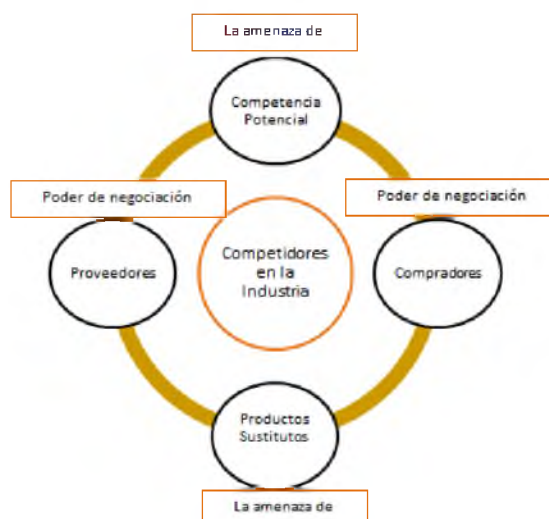 La amenaza de
Competencia
Potencial
Poder de negociación
Poder de negociación
Proveedores
Competidores
en la
Industria
Compradores
Productos
Sustitutos
La amenaza de